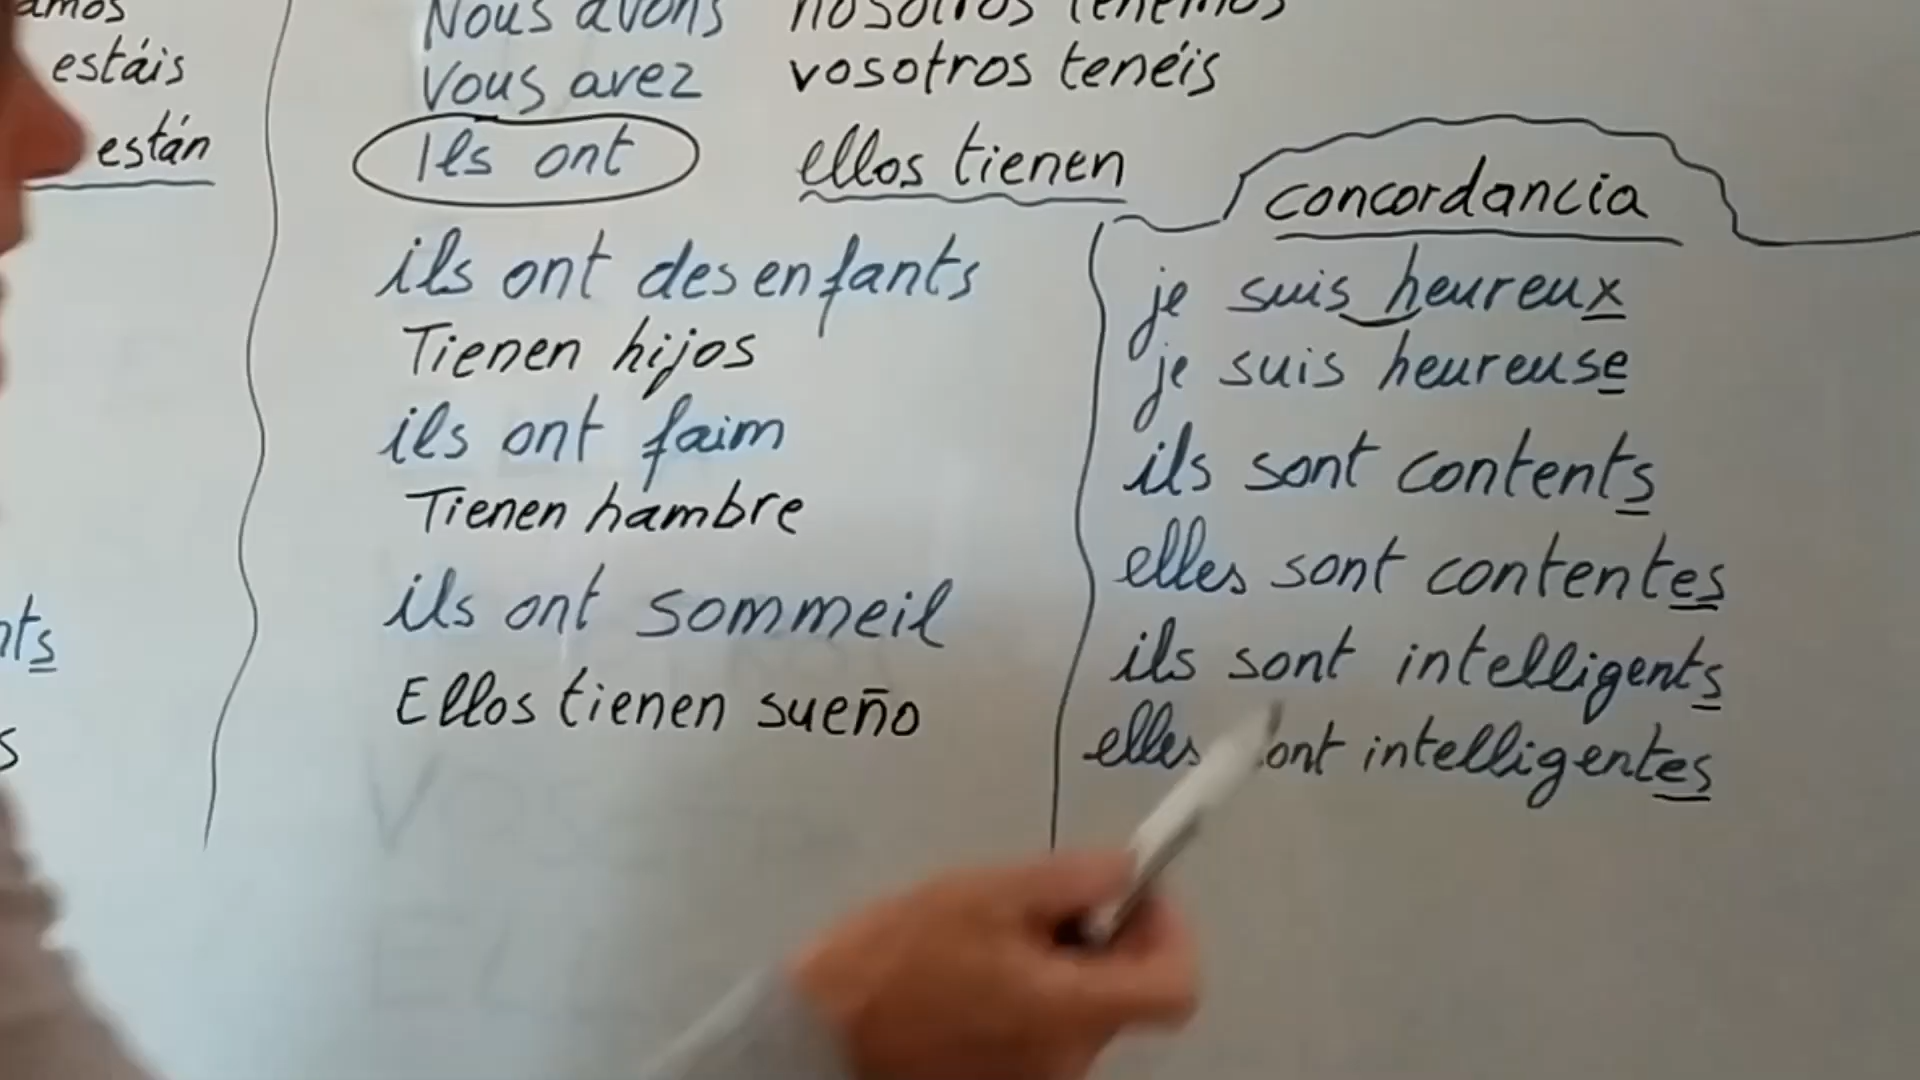 estáis
están
nts
s
Nous avons nosotros tenemos
Vous avez vosotros tenéis
Ils ont ellos tienen
ils ont des enfants
Tienen hijos
ils ont faim
Tienen hambre
ils ont sommeil
Ellos tienen sueño
concordancia
je suis heureux
je suis heureuse
ils sont contents
elles sont contentes
ils sont intelligents
elles sont intelligentes